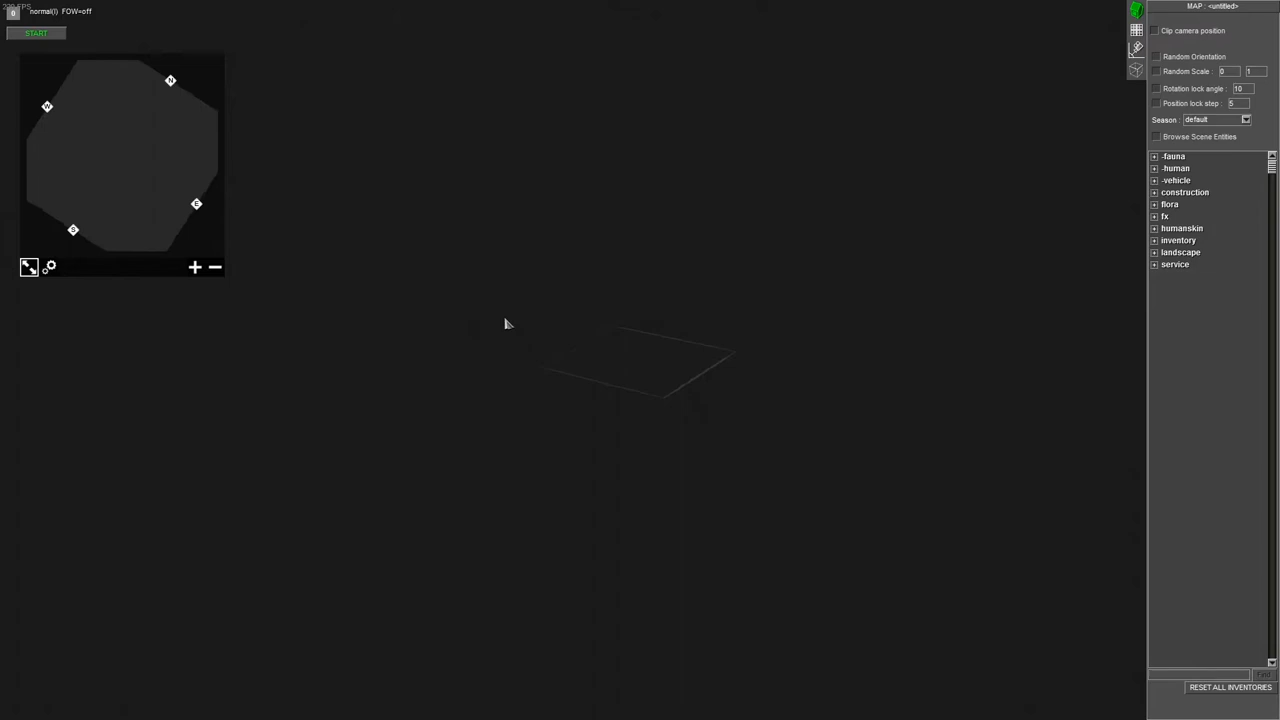 0 normal(l) FOW=off
START
N
W
E
S
MAP : <untitled>
Clip camera position
Random Orientation
Random Scale : 0 1
Rotation lock angle : 10
Position lock step : 5
Season : default
Browse Scene Entities
-fauna
-human
-vehicle
construction
flora
fx
humanskin
inventory
landscape
service
Find
RESET ALL INVENTORIES